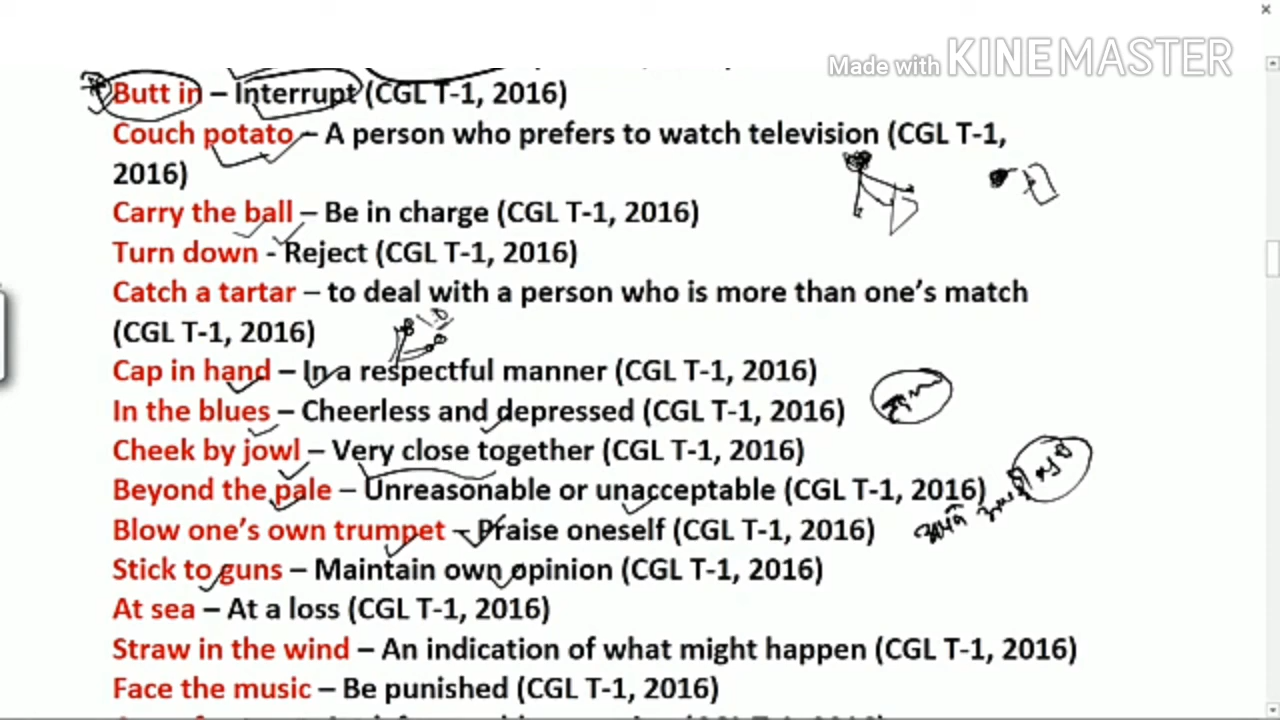 Made with KINEMASTER
Butt in – Interrupt (CGL T-1, 2016)
Couch potato – A person who prefers to watch television (CGL T-1,
2016)
Carry the ball – Be in charge (CGL T-1, 2016)
Turn down - Reject (CGL T-1, 2016)
Catch a tartar – to deal with a person who is more than one's match
(CGL T-1, 2016)
Cap in hand – In a respectful manner (CGL T-1, 2016)
In the blues – Cheerless and depressed (CGL T-1, 2016)
Cheek by jowl – Very close together (CGL T-1, 2016)
Beyond the pale – Unreasonable or unacceptable (CGL T-1, 2016)
Blow one's own trumpet – Praise oneself (CGL T-1, 2016)
Stick to guns – Maintain own opinion (CGL T-1, 2016)
At sea – At a loss (CGL T-1, 2016)
Straw in the wind – An indication of what might happen (CGL T-1, 2016)
Face the music – Be punished (CGL T-1, 2016)